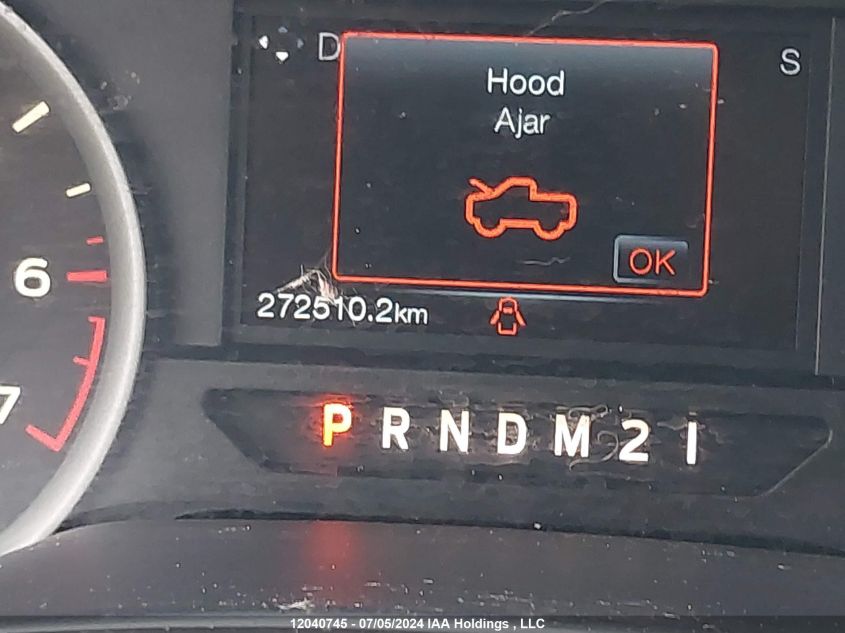 D
S
Hood
Ajar
OK
272510.2km
6
7
P R N D M 2 1
12040745 - 07/05/2024 IAA Holdings , LLC